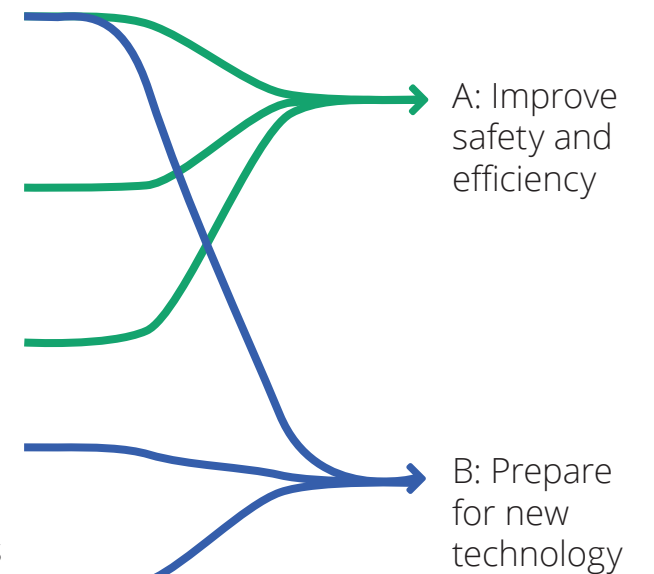 A: Improve
safety and
efficiency
B: Prepare
for new
technology